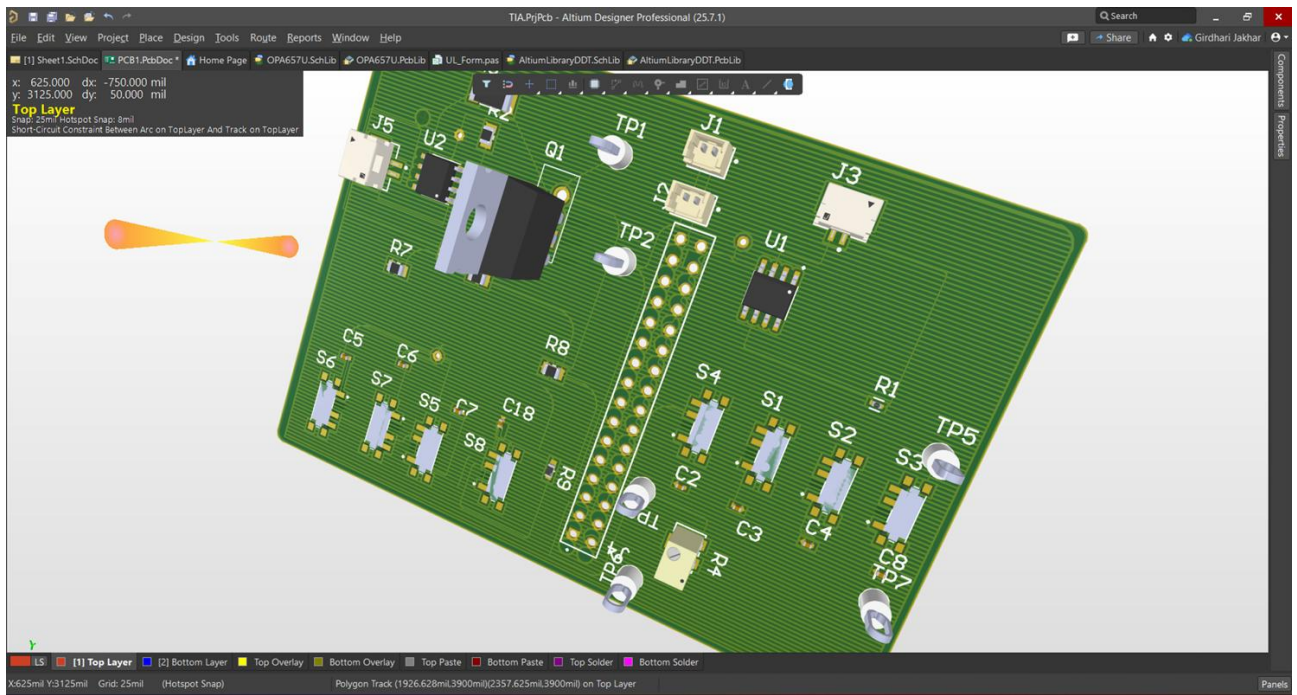 TIA.PrjPcb - Altium Designer Professional (25.7.1)
Search
File Edit View Project Place Design Tools Route Reports Window Help
Share
Girdhari Jakhar
[1] Sheet1.SchDoc
PCB1.PcbDoc *
Home Page
OPA657U.SchLib
OPA657U.PcbLib
UL_Form.pas
AltiumLibraryDDT.SchLib
AltiumLibraryDDT.PcbLib
x: 625.000 dx: -750.000 mil
y: 3125.000 dy: 50.000 mil
Top Layer
Snap: 25mil Hotspot Snap: 8mil
Short-Circuit Constraint Between Arc on TopLayer And Track on TopLayer
Components
Properties
R2
J5
U2
Q1
TP1
J1
J3
J2
TP2
U1
R7
C5
C6
R8
S6
S7
S5
C7
C18
S8
R9
S4
S1
S2
R1
TP5
S3
C2
C3
C4
C8
TP7
R4
TP6
Y
LS
[1] Top Layer
[2] Bottom Layer
Top Overlay
Bottom Overlay
Top Paste
Bottom Paste
Top Solder
Bottom Solder
X:625mil Y:3125mil Grid: 25mil (Hotspot Snap)
Polygon Track (1926.628mil,3900mil)(2357.625mil,3900mil) on Top Layer
Panels